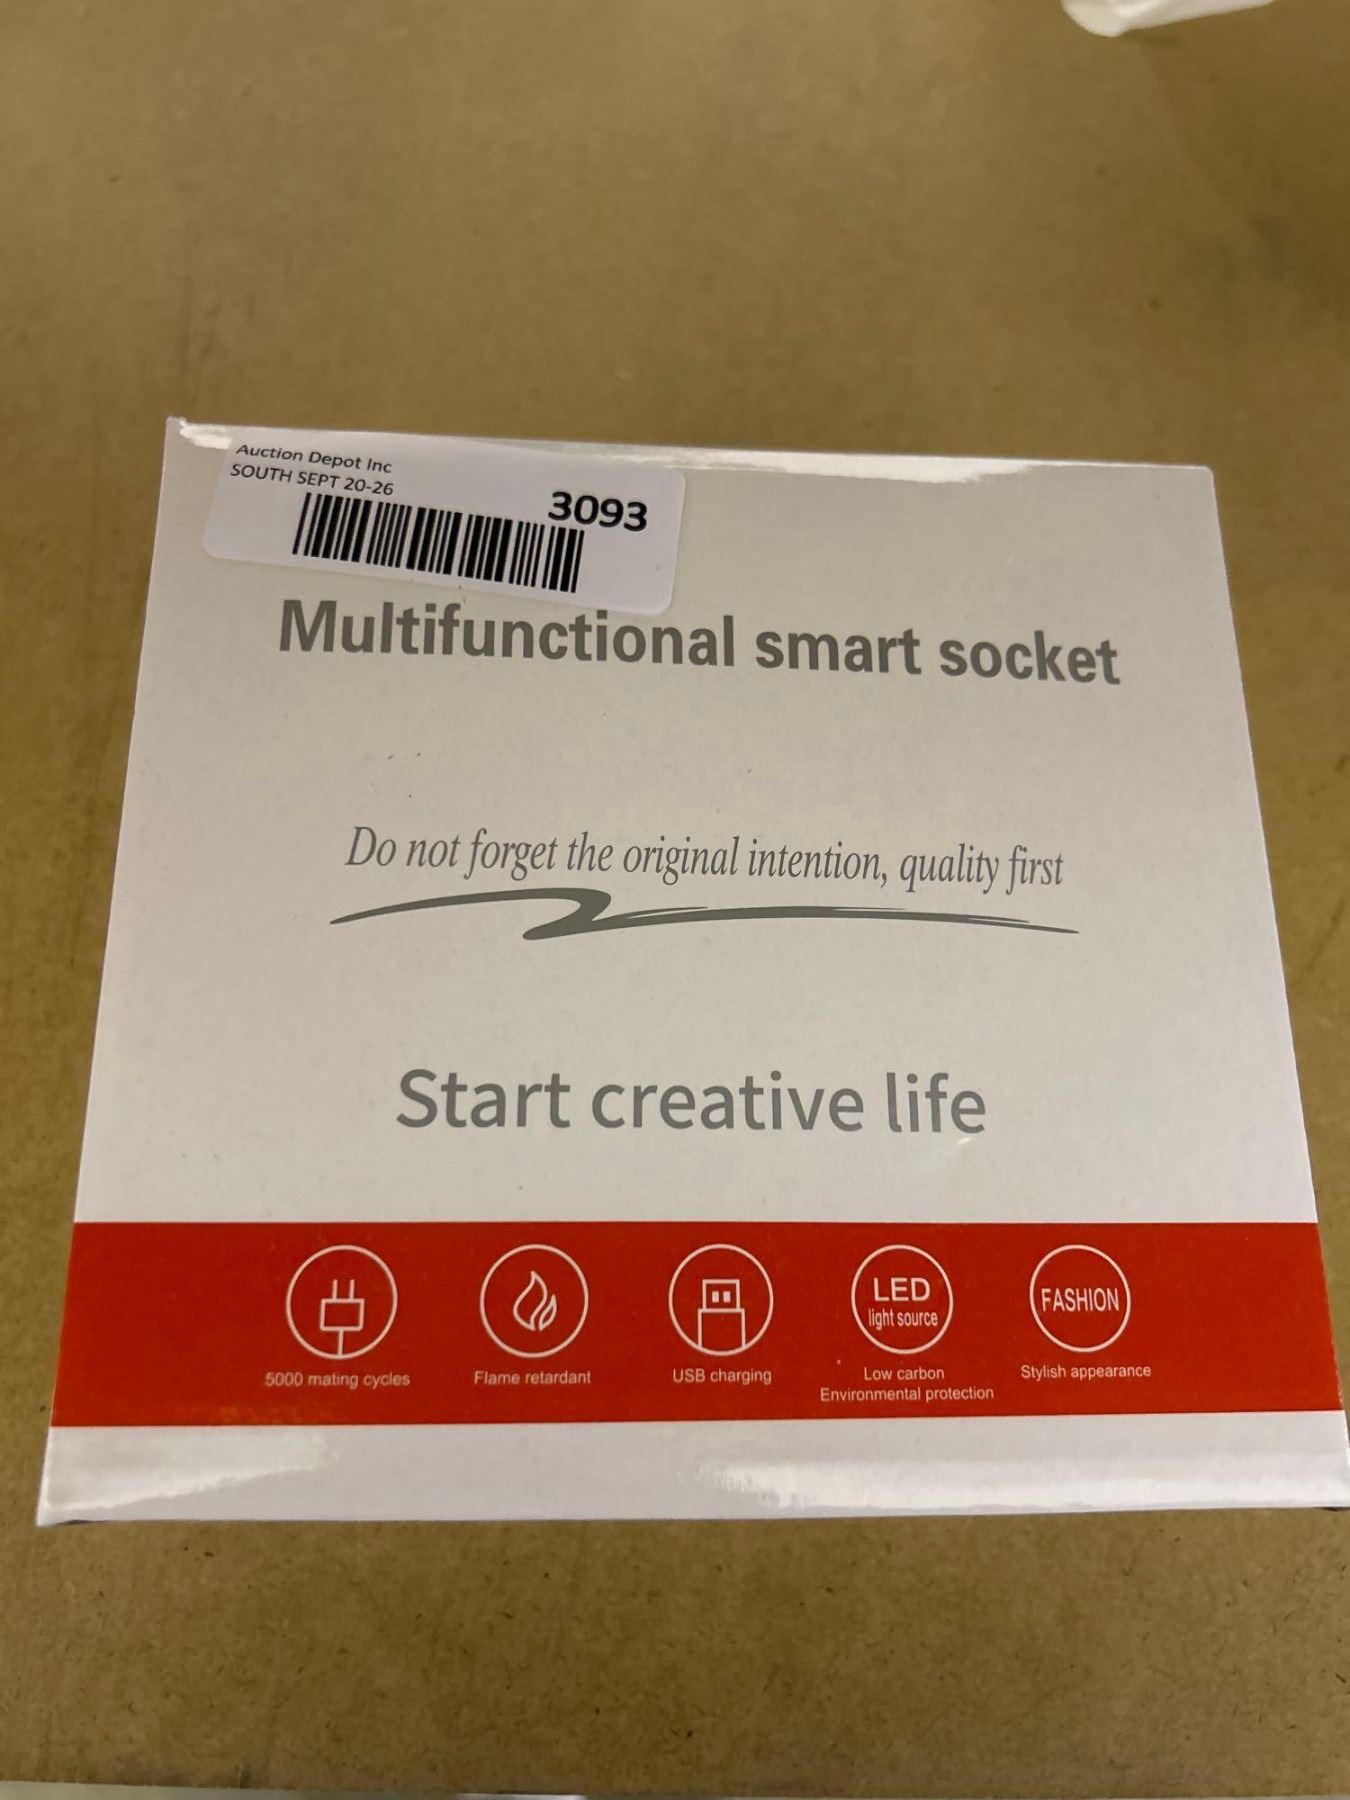 Auction Depot Inc
SOUTH SEPT 20-26
3093
Multifunctional smart socket
Do not forget the original intention, quality first
Start creative life
LED
light source
FASHION
5000 mating cycles
Flame retardant
USB charging
Low carbon
Environmental protection
Stylish appearance